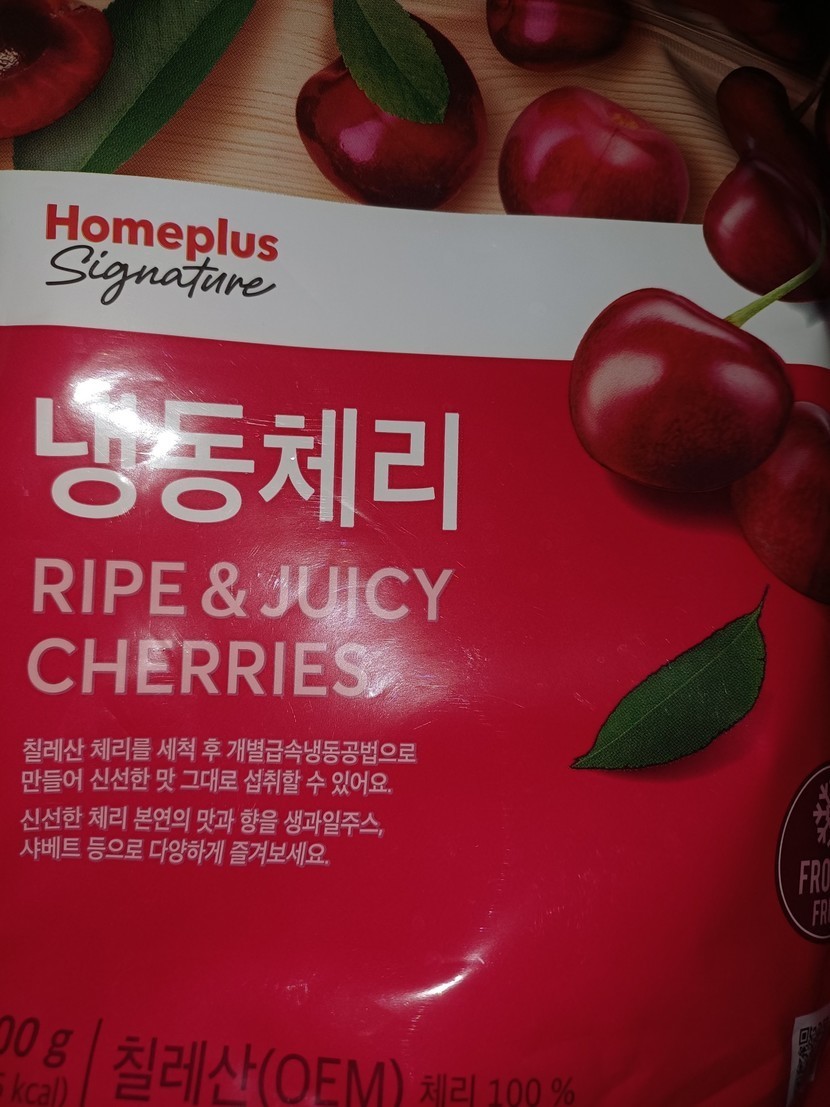 Homeplus
Signature
냉동체리
RIPE & JUICY
CHERRIES
칠레산 체리를 세척 후 개별급속냉동공법으로
만들어 신선한 맛 그대로 섭취할 수 있어요.
신선한 체리 본연의 맛과 향을 생과일주스,
샤베트 등으로 다양하게 즐겨보세요.
00 g
kcal)
칠레산(OEM) 체리 100 %